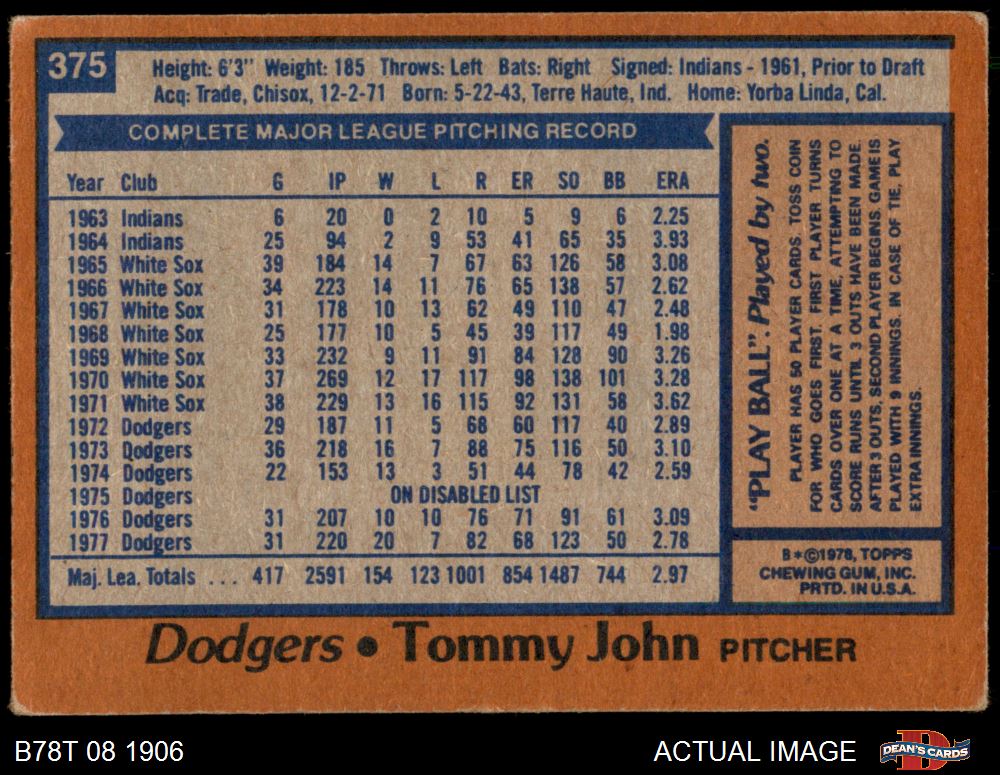 375
Height: 6'3" Weight: 185 Throws: Left Bats: Right Signed: Indians - 1961, Prior to Draft
Acq: Trade, Chisox, 12-2-71 Born: 5-22-43, Terre Haute, Ind. Home: Yorba Linda, Cal.
COMPLETE MAJOR LEAGUE PITCHING RECORD
Year Club G IP W L R ER SO BB ERA
1963 Indians 6 20 0 2 10 5 9 6 2.25
1964 Indians 25 94 2 9 53 41 65 35 3.93
1965 White Sox 39 184 14 7 67 63 126 58 3.08
1966 White Sox 34 223 14 11 76 65 138 57 2.62
1967 White Sox 31 178 10 13 62 49 110 47 2.48
1968 White Sox 25 177 10 5 45 39 117 49 1.98
1969 White Sox 33 232 9 11 91 84 128 90 3.26
1970 White Sox 37 269 12 17 117 98 138 101 3.28
1971 White Sox 38 229 13 16 115 92 131 58 3.62
1972 Dodgers 29 187 11 5 68 60 117 40 2.89
1973 Dodgers 36 218 16 7 88 75 116 50 3.10
1974 Dodgers 22 153 13 3 51 44 78 42 2.59
1975 Dodgers ON DISABLED LIST
1976 Dodgers 31 207 10 10 76 71 91 61 3.09
1977 Dodgers 31 220 20 7 82 68 123 50 2.78
Maj. Lea. Totals ... 417 2591 154 123 1001 854 1487 744 2.97
"PLAY BALL". Played by two.
PLAYER HAS 50 PLAYER CARDS. TOSS COIN
FOR WHO GOES FIRST. FIRST PLAYER TURNS
CARDS OVER ONE AT A TIME, ATTEMPTING TO
SCORE RUNS UNTIL 3 OUTS HAVE BEEN MADE.
AFTER 3 OUTS, SECOND PLAYER BEGINS. GAME IS
PLAYED WITH 9 INNINGS. IN CASE OF TIE, PLAY
EXTRA INNINGS.
B*©1978, TOPPS
CHEWING GUM, INC.
PRTD. IN U.S.A.
Dodgers • Tommy John PITCHER
B78T 08 1906
ACTUAL IMAGE
D
DEAN'S CARDS